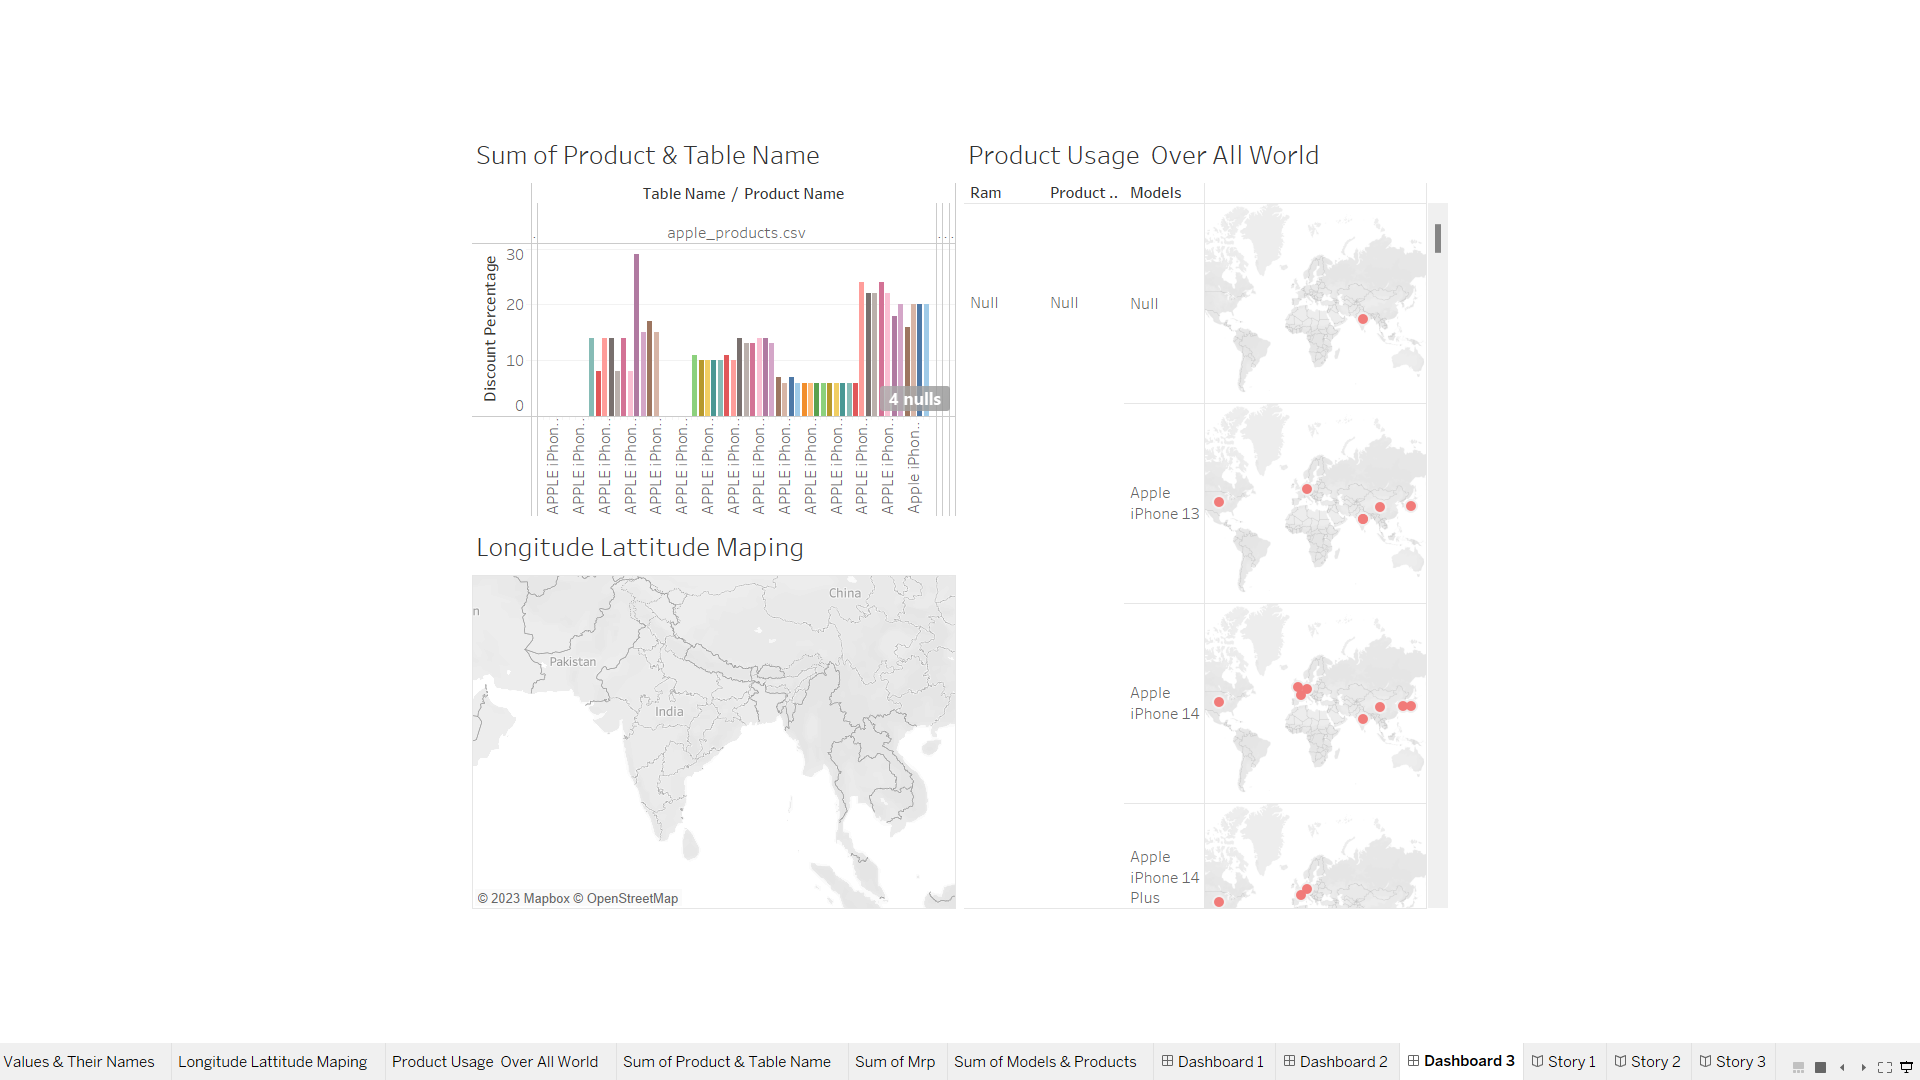 Sum of Product & Table Name
Table Name / Product Name
apple_products.csv
Discount Percentage
30
20
10
0
4 nulls
APPLE iPhon..
APPLE iPhon..
APPLE iPhon..
APPLE iPhon..
APPLE iPhon..
APPLE iPhon..
APPLE iPhon..
APPLE iPhon..
APPLE iPhon..
APPLE iPhon..
APPLE iPhon..
APPLE iPhon..
APPLE iPhon..
APPLE iPhon..
Apple iPhon..
Longitude Lattitude Maping
China
n
Pakistan
India
© 2023 Mapbox © OpenStreetMap
Product Usage  Over All World
Ram Product .. Models
Null Null Null
Apple
iPhone 13
Apple
iPhone 14
Apple
iPhone 14
Plus
Values & Their Names Longitude Lattitude Maping Product Usage  Over All World Sum of Product & Table Name Sum of Mrp Sum of Models & Products Dashboard 1 Dashboard 2 Dashboard 3 Story 1 Story 2 Story 3